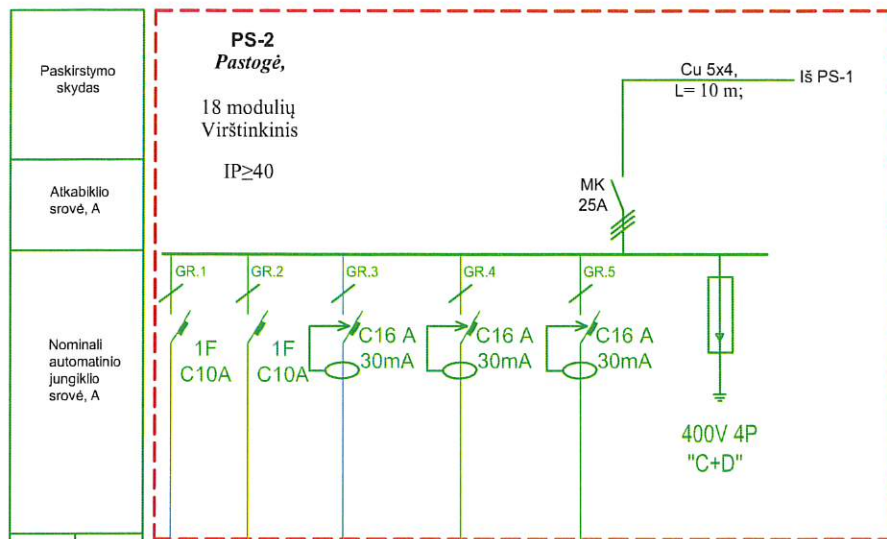 Paskirstymo
skydas
Atkabiklio
srovė, A
Nominali
automatinio
jungiklio
srovė, A
PS-2
Pastogė,
18 modulių
Virštinkinis
IP≥40
Cu 5x4,
L= 10 m;
Iš PS-1
MK
25A
GR.1
GR.2
GR.3
GR.4
GR.5
1F
C10A
1F
C10A
C16 A
30mA
C16 A
30mA
C16 A
30mA
400V 4P
"C+D"